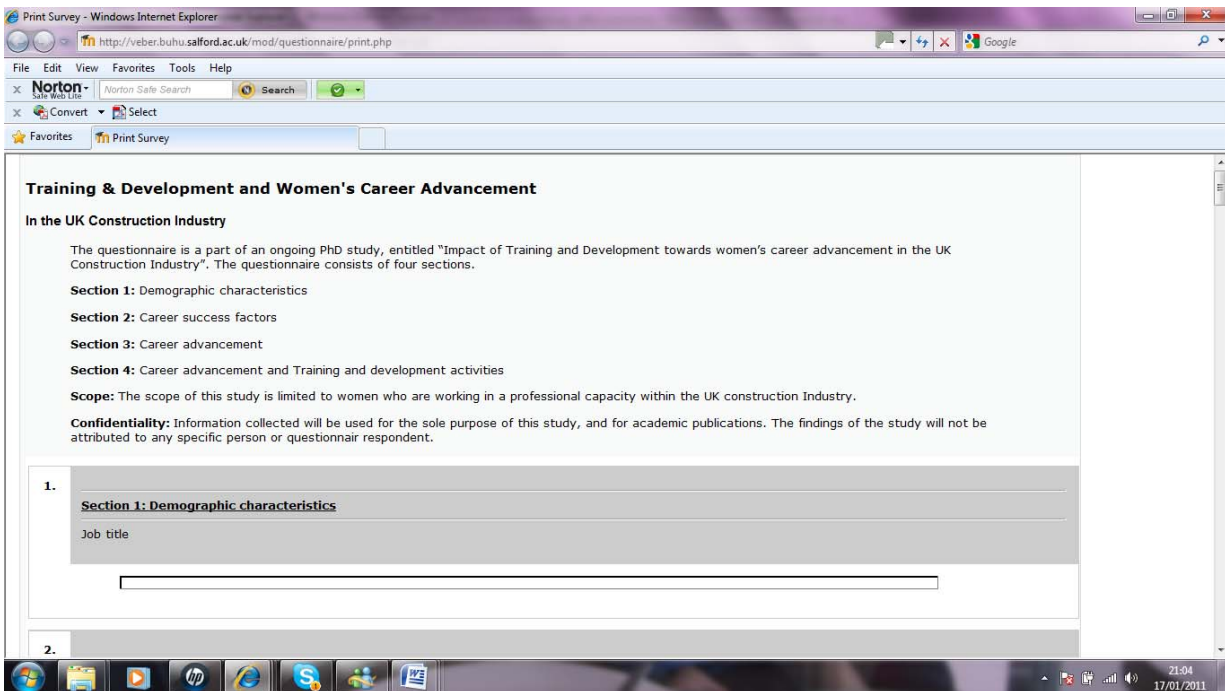 Print Survey - Windows Internet Explorer
http://veber.buhu.salford.ac.uk/mod/questionnaire/print.php
Google
File Edit View Favorites Tools Help
x Norton Safe Web Lite Norton Safe Search Search
x Convert Select
Favorites Print Survey
Training & Development and Women's Career Advancement
In the UK Construction Industry
The questionnaire is a part of an ongoing PhD study, entitled “Impact of Training and Development towards women’s career advancement in the UK
Construction Industry”. The questionnaire consists of four sections.
Section 1: Demographic characteristics
Section 2: Career success factors
Section 3: Career advancement
Section 4: Career advancement and Training and development activities
Scope: The scope of this study is limited to women who are working in a professional capacity within the UK construction Industry.
Confidentiality: Information collected will be used for the sole purpose of this study, and for academic publications. The findings of the study will not be
attributed to any specific person or questionnair respondent.
1.
Section 1: Demographic characteristics
Job title
2.
21:04
17/01/2011